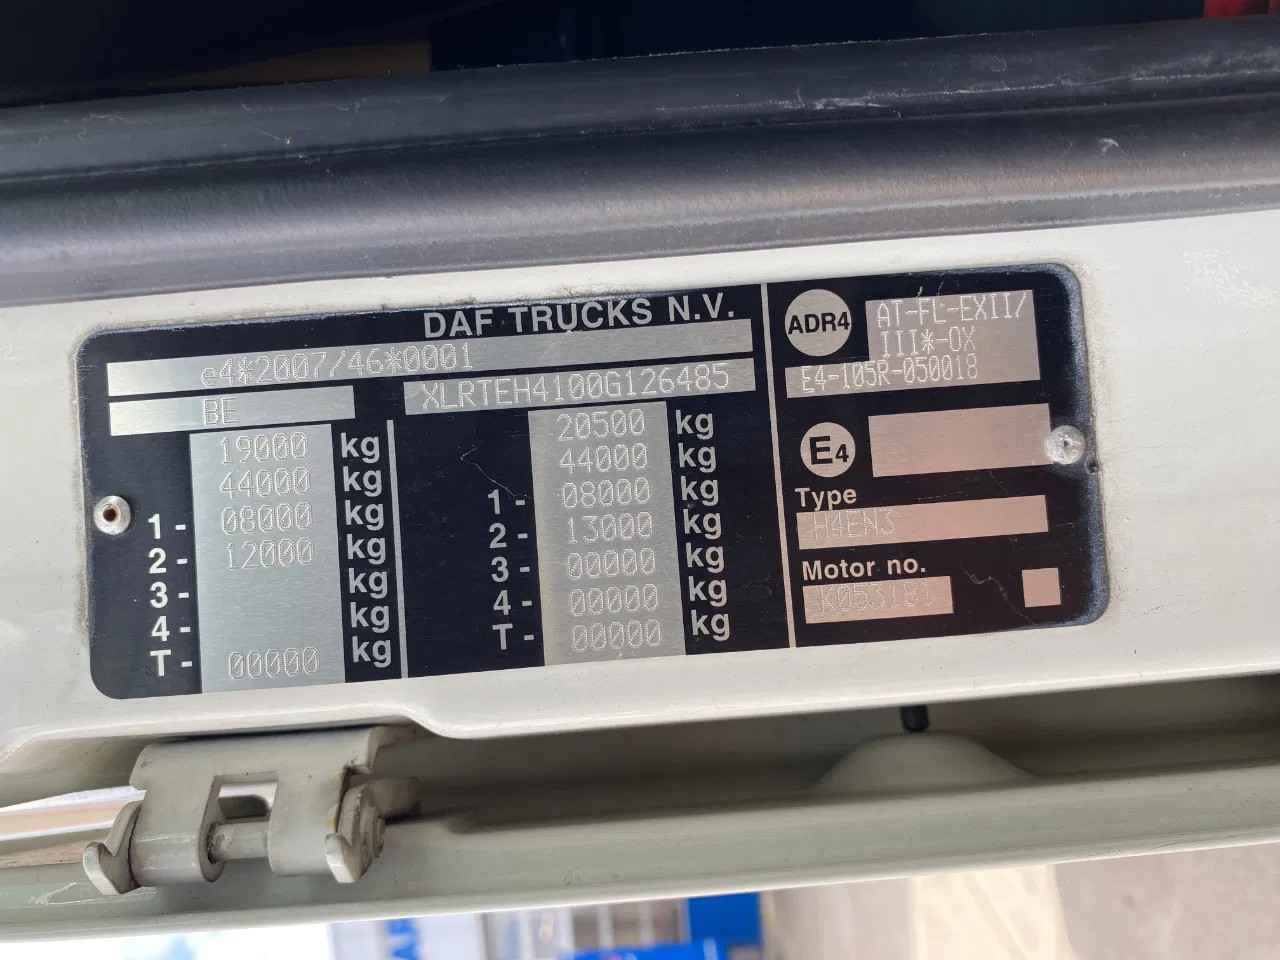 DAF TRUCKS N.V.
e4*2007/46*0001
BE
XLRTEH4100G126485
19000 kg
44000 kg
1- 08000 kg
2- 12000 kg
3- kg
4- kg
T- 00000 kg
20500 kg
44000 kg
1- 08000 kg
2- 13000 kg
3- 00000 kg
4- 00000 kg
T- 00000 kg
ADR4
AT-FL-EXII/
III*-OX
E4-105R-050018
E4
Type
H4EN3
Motor no.
K053181